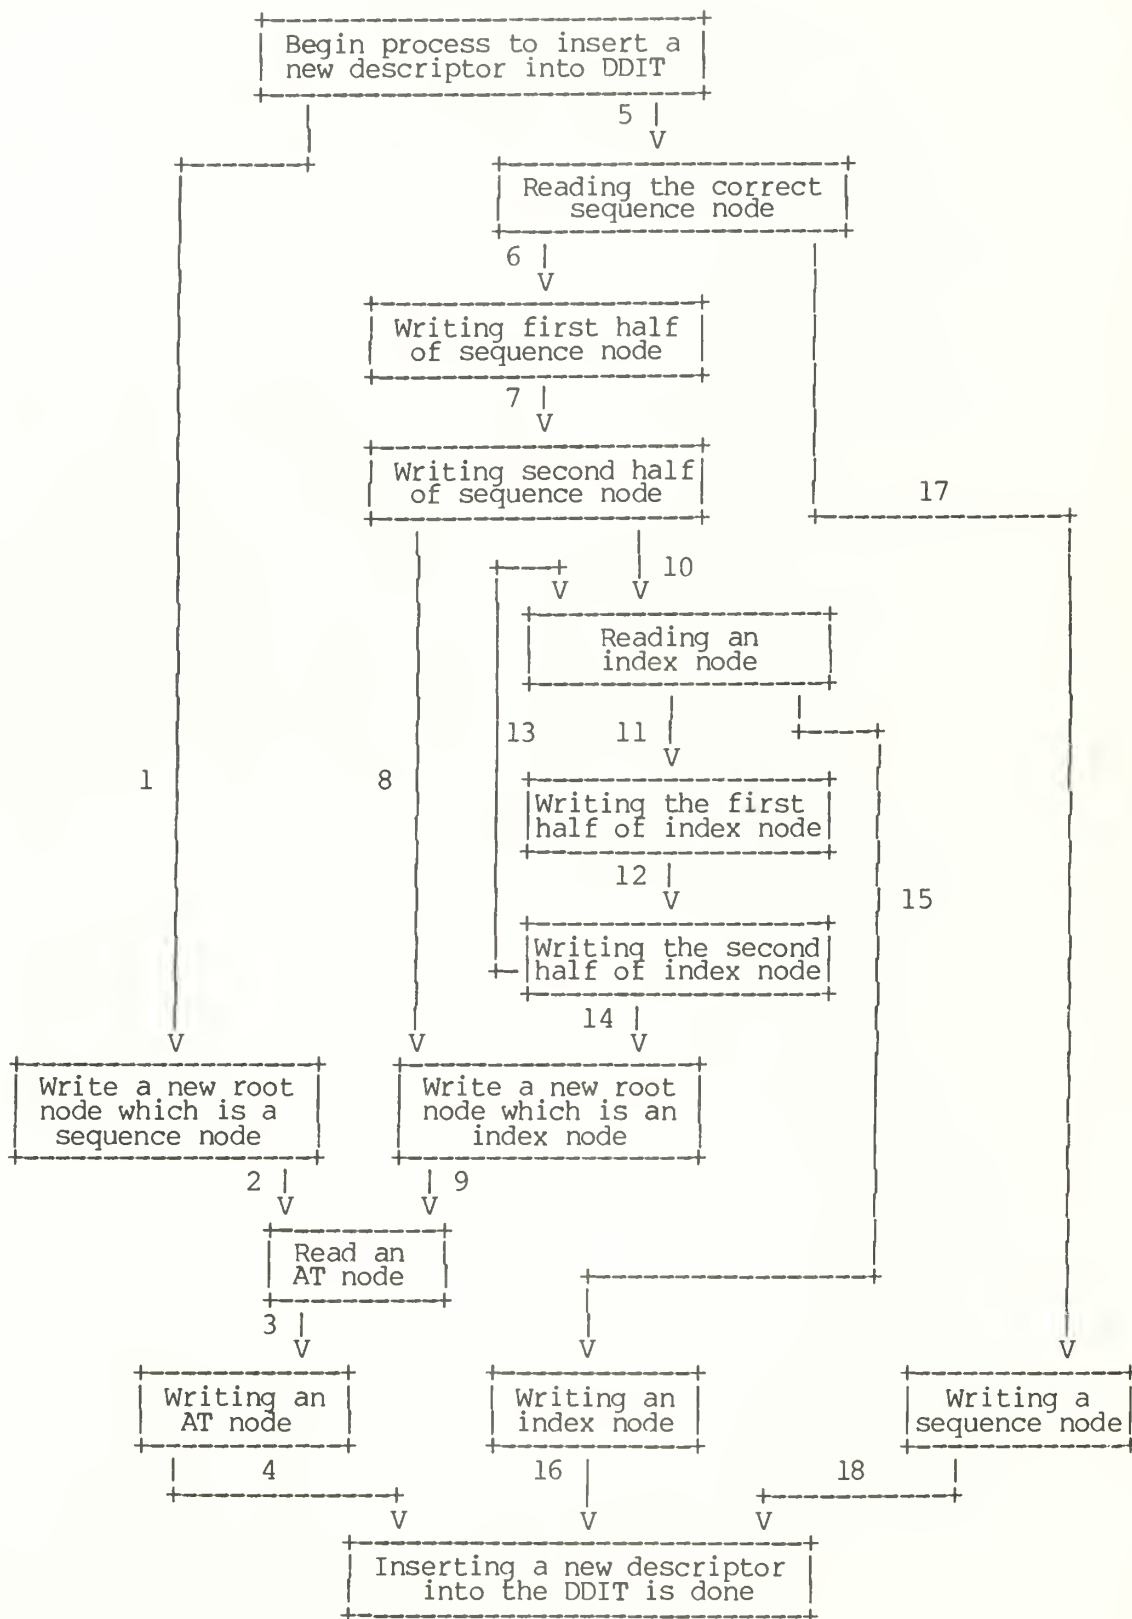 Begin process to insert a
new descriptor into DDIT
5
Reading the correct
sequence node
6
Writing first half
of sequence node
7
Writing second half
of sequence node
17
10
Reading an
index node
13
11
1
8
Writing the first
half of index node
12
15
Writing the second
half of index node
14
Write a new root
node which is a
sequence node
Write a new root
node which is an
index node
2
9
Read an
AT node
3
Writing an
AT node
Writing an
index node
Writing a
sequence node
4
16
18
Inserting a new descriptor
into the DDIT is done